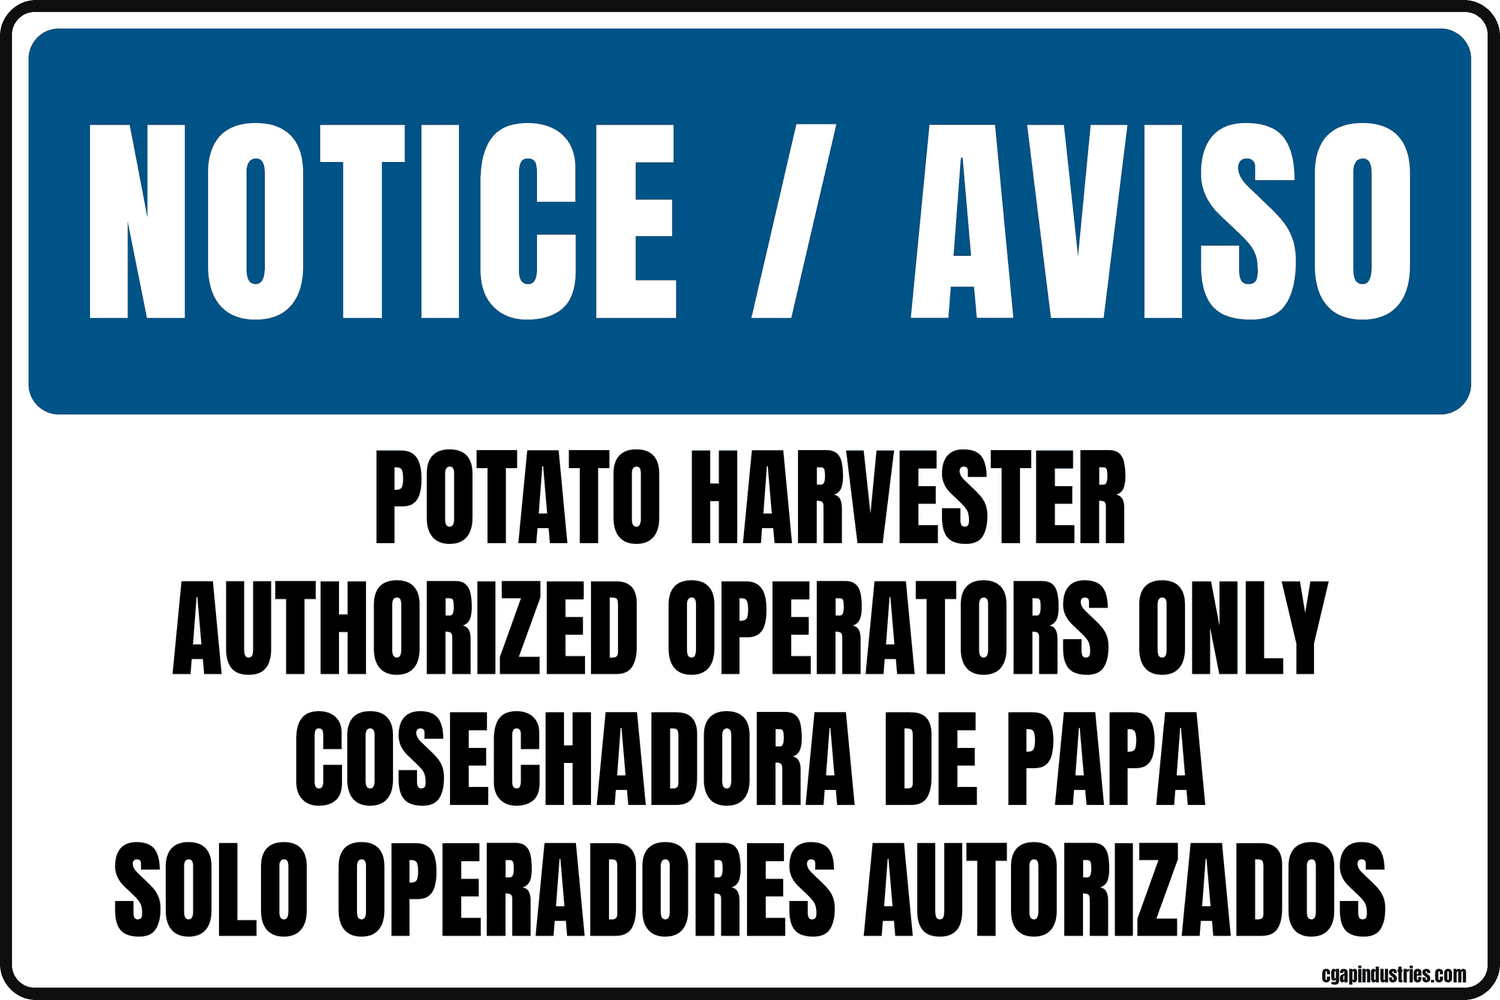 NOTICE / AVISO
POTATO HARVESTER
AUTHORIZED OPERATORS ONLY
COSECHADORA DE PAPA
SOLO OPERADORES AUTORIZADOS
cgapindustries.com